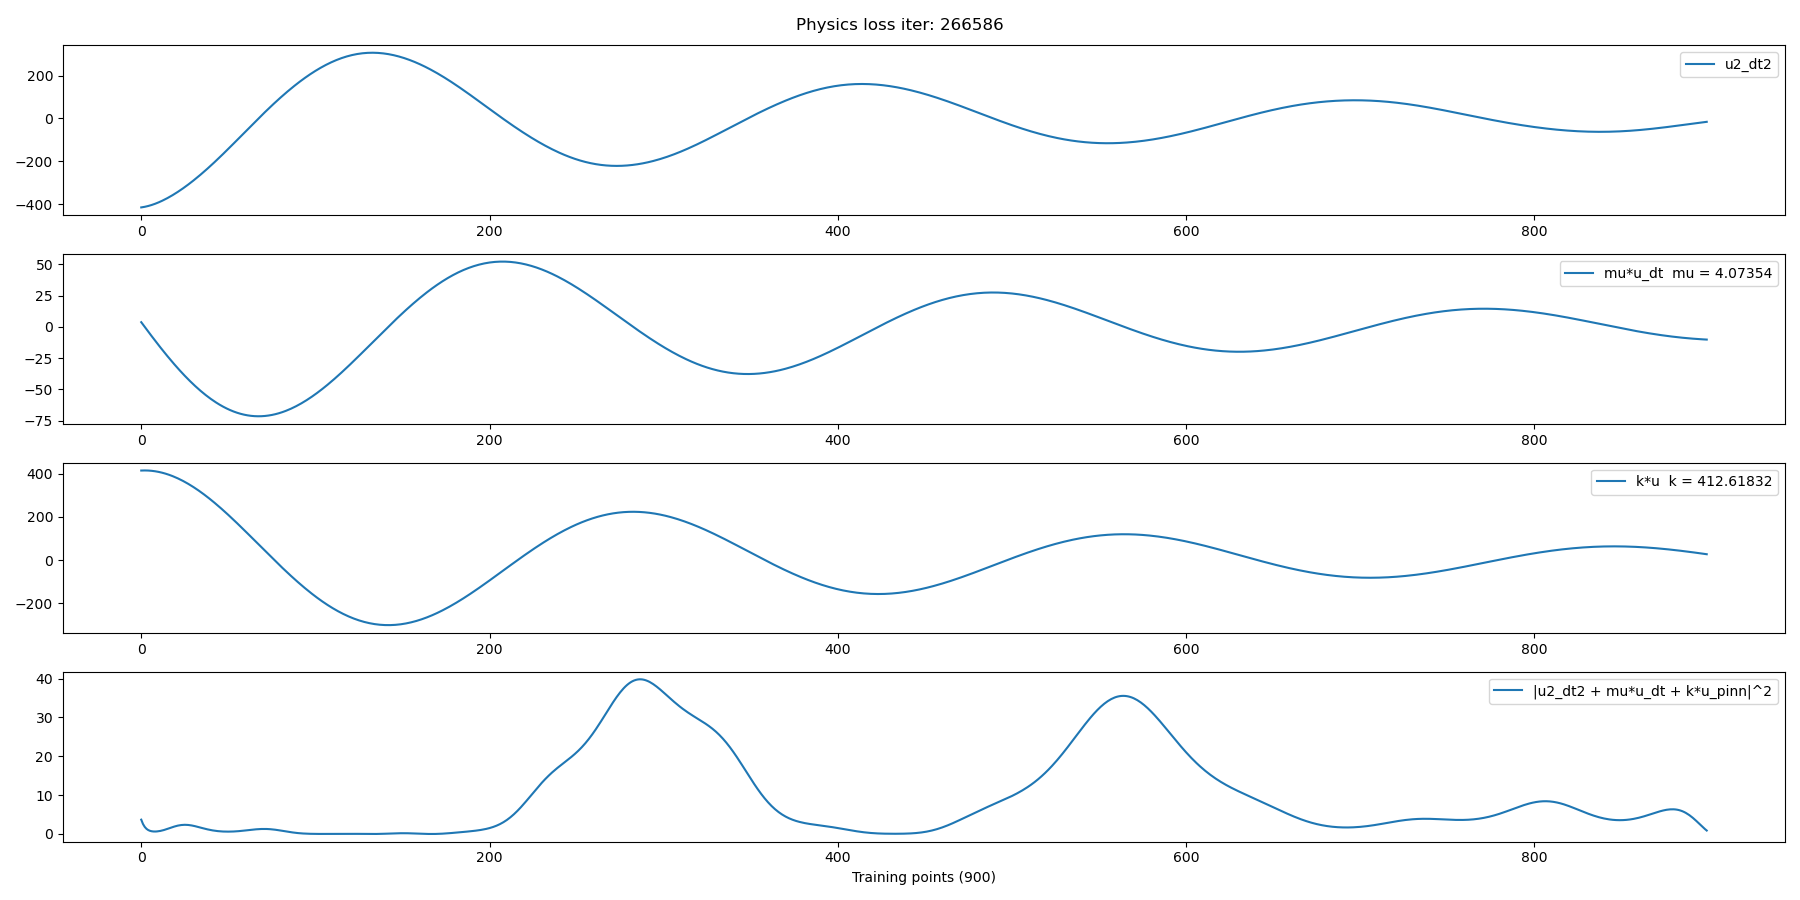 Physics loss iter: 266586
u2_dt2
200
0
−200
−400
0 200 400 600 800
mu*u_dt mu = 4.07354
50
25
0
−25
−50
−75
0 200 400 600 800
k*u k = 412.61832
400
200
0
−200
0 200 400 600 800
|u2_dt2 + mu*u_dt + k*u_pinn|^2
40
30
20
10
0
0 200 400 600 800
Training points (900)